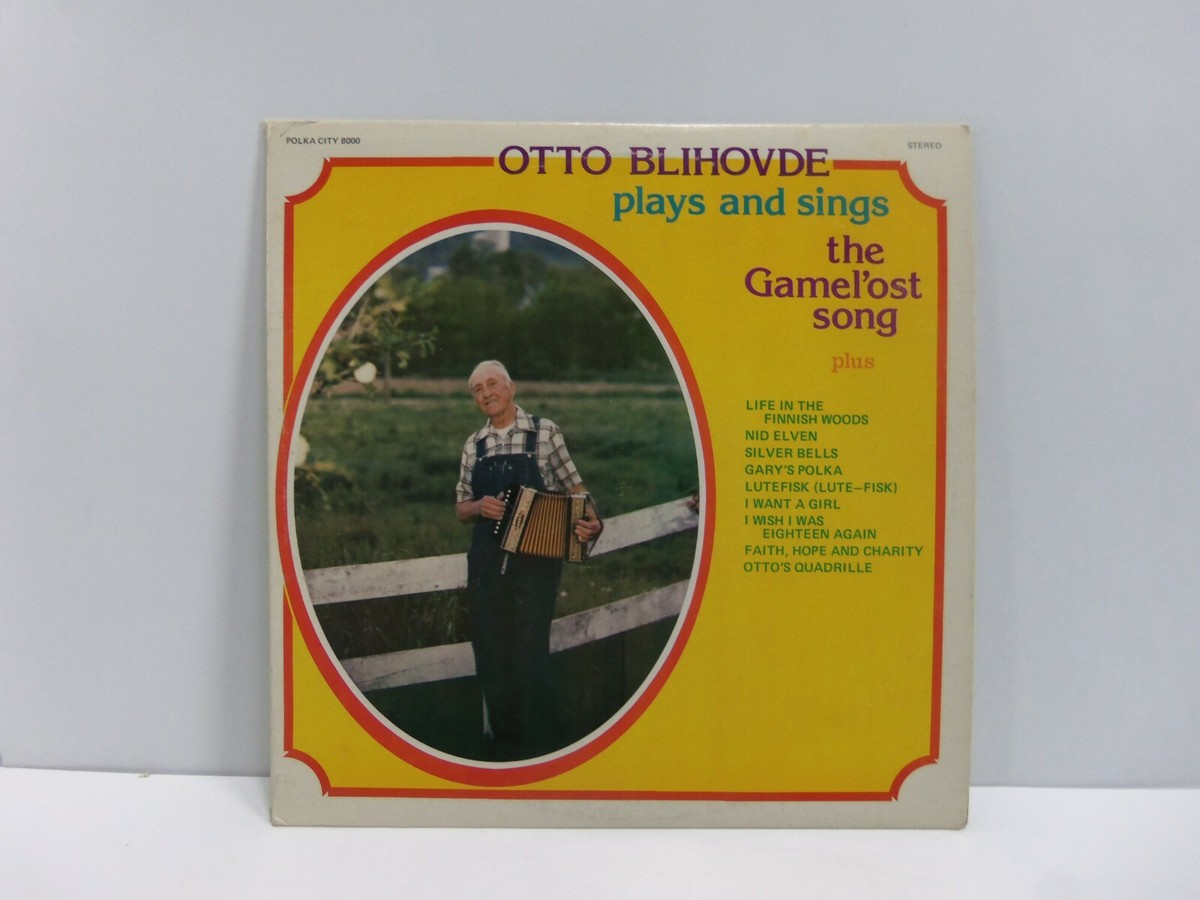 POLKA CITY 8000
STEREO
OTTO BLIHOVDE
plays and sings
the
Gamel'ost
song
plus
LIFE IN THE
FINNISH WOODS
NID ELVEN
SILVER BELLS
GARY'S POLKA
LUTEFISK (LUTE–FISK)
I WANT A GIRL
I WISH I WAS
EIGHTEEN AGAIN
FAITH, HOPE AND CHARITY
OTTO'S QUADRILLE